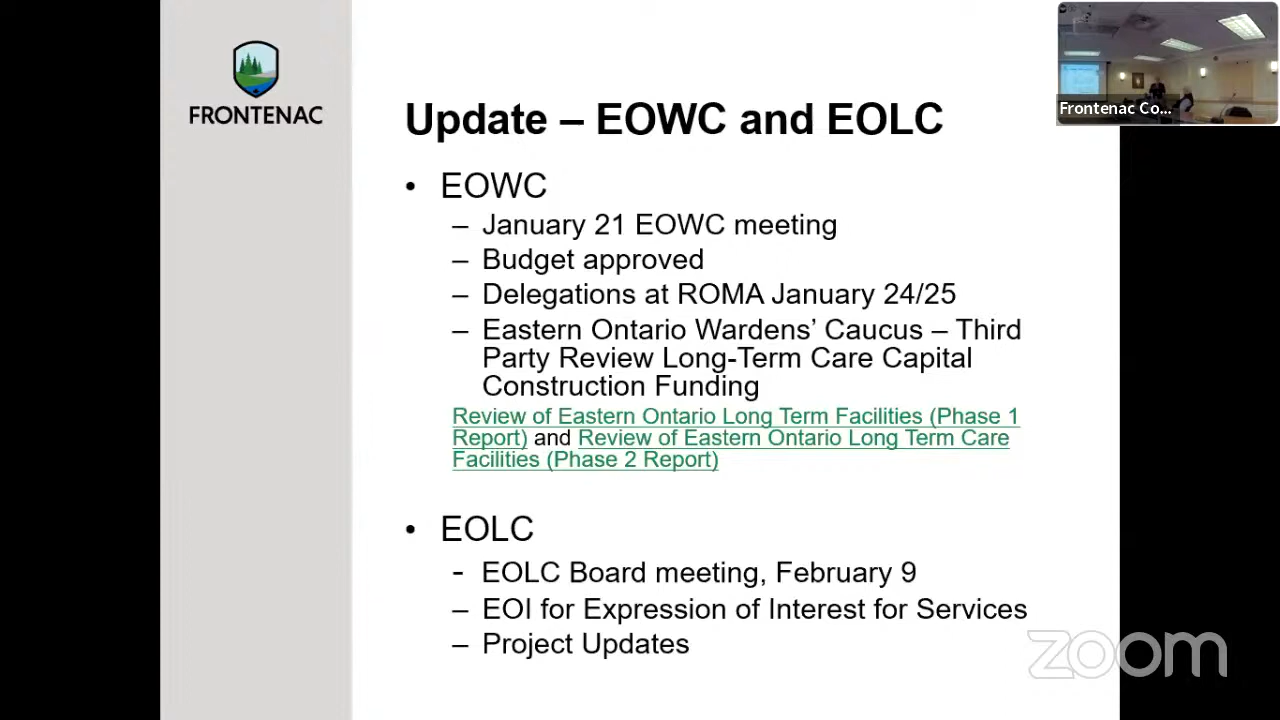 FRONTENAC
Frontenac Co...
Update – EOWC and EOLC
• EOWC
– January 21 EOWC meeting
– Budget approved
– Delegations at ROMA January 24/25
– Eastern Ontario Wardens’ Caucus – Third
Party Review Long-Term Care Capital
Construction Funding
Review of Eastern Ontario Long Term Facilities (Phase 1
Report) and Review of Eastern Ontario Long Term Care
Facilities (Phase 2 Report)
• EOLC
- EOLC Board meeting, February 9
– EOI for Expression of Interest for Services
– Project Updates
zoom